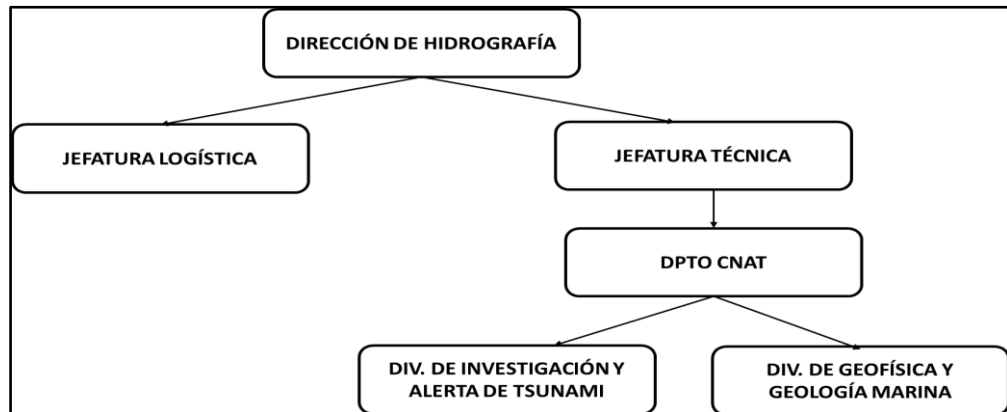 DIRECCIÓN DE HIDROGRAFÍA
JEFATURA LOGÍSTICA
JEFATURA TÉCNICA
DPTO CNAT
DIV. DE INVESTIGACIÓN Y
ALERTA DE TSUNAMI
DIV. DE GEOFÍSICA Y
GEOLOGÍA MARINA